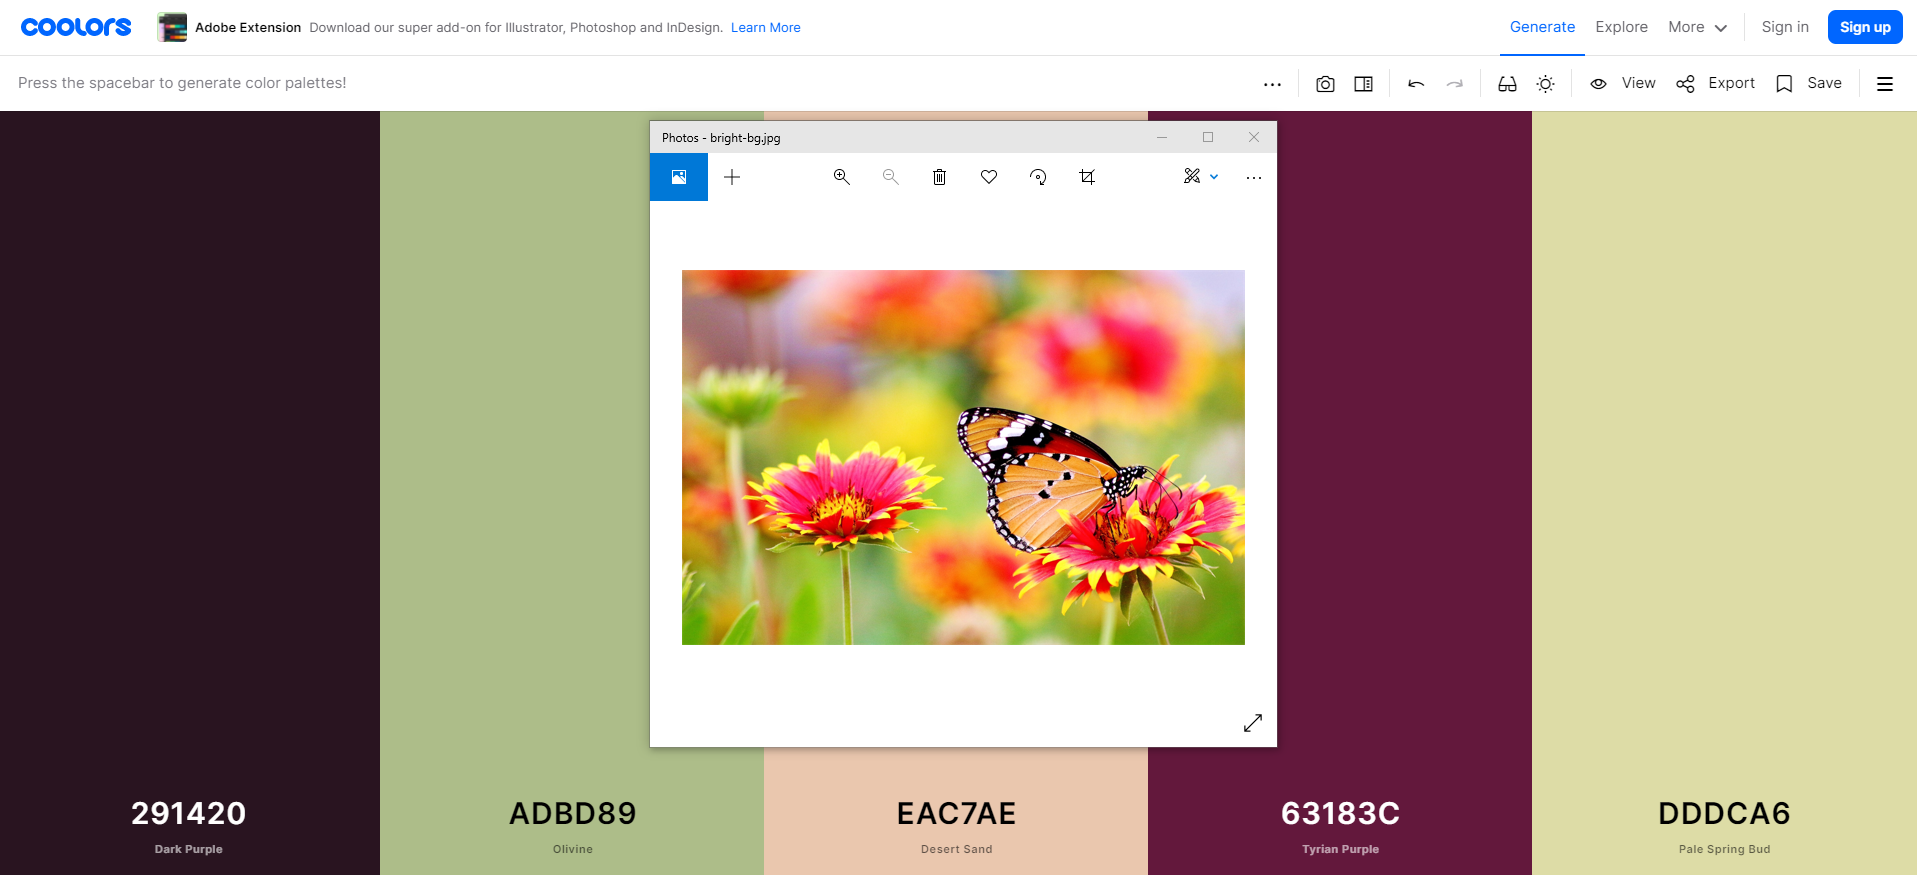 coolors
Adobe Extension Download our super add-on for Illustrator, Photoshop and InDesign. Learn More
Generate Explore More Sign in Sign up
Press the spacebar to generate color palettes!
View Export Save
Photos - bright-bg.jpg
291420 ADBD89 EAC7AE 63183C DDDCA6
Dark Purple Olivine Desert Sand Tyrian Purple Pale Spring Bud